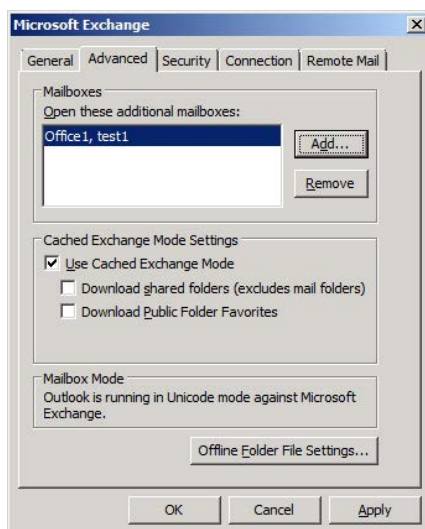 Microsoft Exchange
General Advanced Security Connection Remote Mail
Mailboxes
Open these additional mailboxes:
Office1, test1
Add...
Remove
Cached Exchange Mode Settings
Use Cached Exchange Mode
Download shared folders (excludes mail folders)
Download Public Folder Favorites
Mailbox Mode
Outlook is running in Unicode mode against Microsoft
Exchange.
Offline Folder File Settings...
OK Cancel Apply